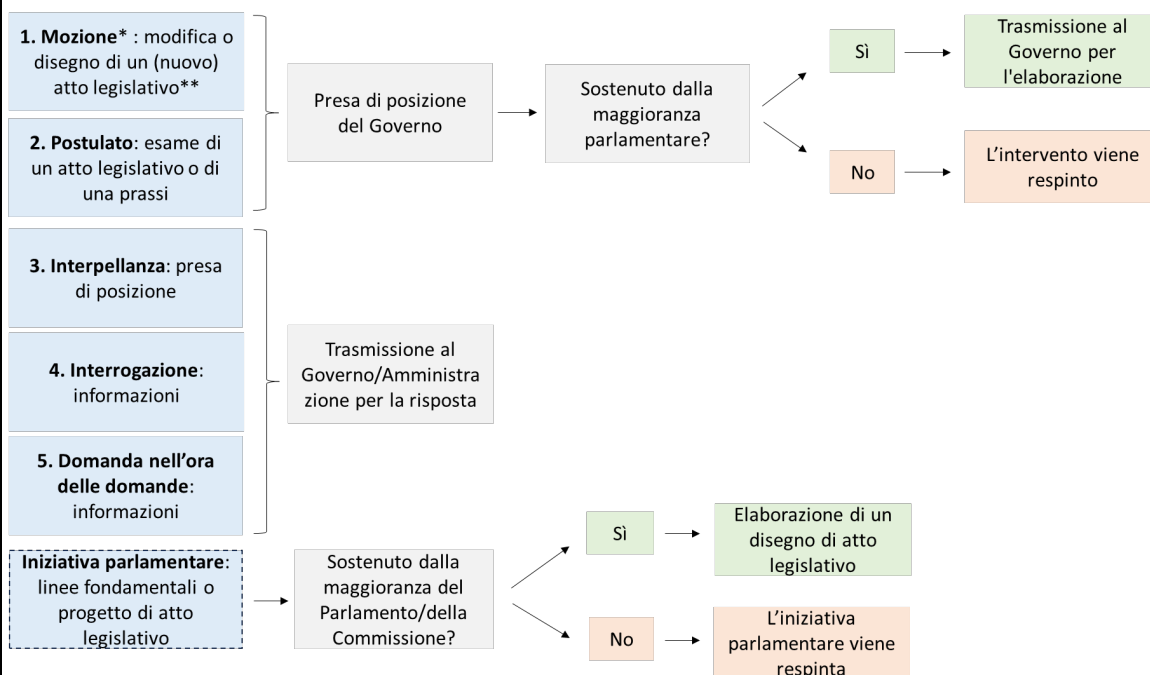 1. Mozione* : modifica o
disegno di un (nuovo)
atto legislativo**
2. Postulato: esame di
un atto legislativo o di
una prassi
Presa di posizione
del Governo
Sostenuto dalla
maggioranza
parlamentare?
Sì
Trasmissione al
Governo per
l'elaborazione
No
L’intervento viene
respinto
3. Interpellanza: presa
di posizione
4. Interrogazione:
informazioni
5. Domanda nell’ora
delle domande:
informazioni
Trasmissione al
Governo/Amministra
zione per la risposta
Iniziativa parlamentare:
linee fondamentali o
progetto di atto
legislativo
Sostenuto dalla
maggioranza del
Parlamento/della
Commissione?
Sì
Elaborazione di un
disegno di atto
legislativo
No
L’iniziativa
parlamentare viene
respinta